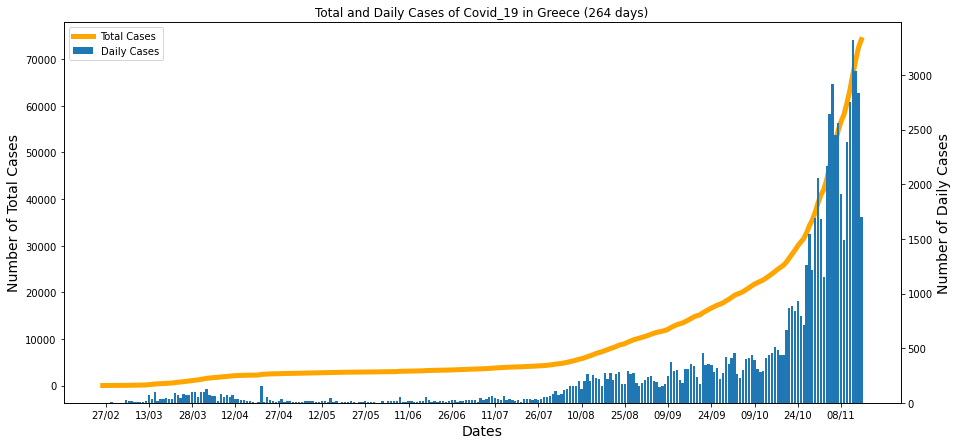 Total and Daily Cases of Covid_19 in Greece (264 days)
Total Cases
Daily Cases
Number of Total Cases
70000
60000
50000
40000
30000
20000
10000
0
Number of Daily Cases
3000
2500
2000
1500
1000
500
0
27/02 13/03 28/03 12/04 27/04 12/05 27/05 11/06 26/06 11/07 26/07 10/08 25/08 09/09 24/09 09/10 24/10 08/11
Dates